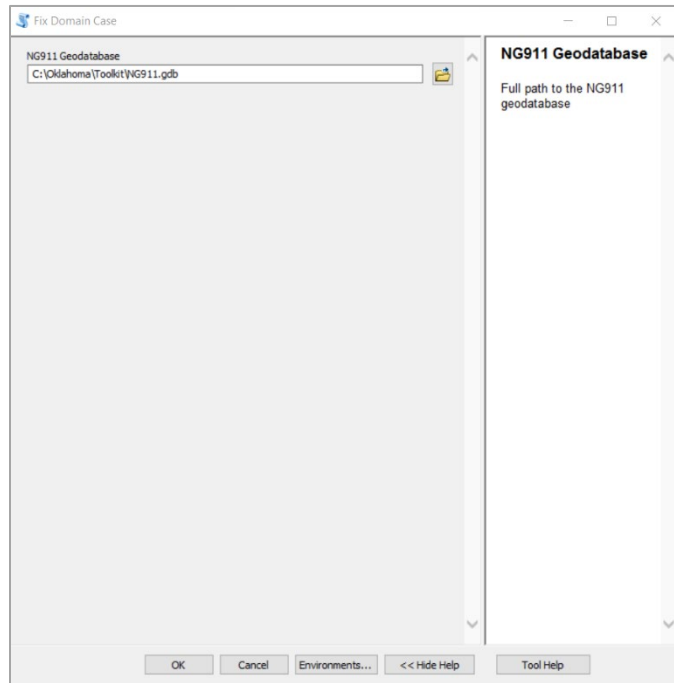 Fix Domain Case
NG911 Geodatabase
C:\Oklahoma\Toolkit\NG911.gdb
NG911 Geodatabase
Full path to the NG911
geodatabase
OK
Cancel
Environments...
<< Hide Help
Tool Help